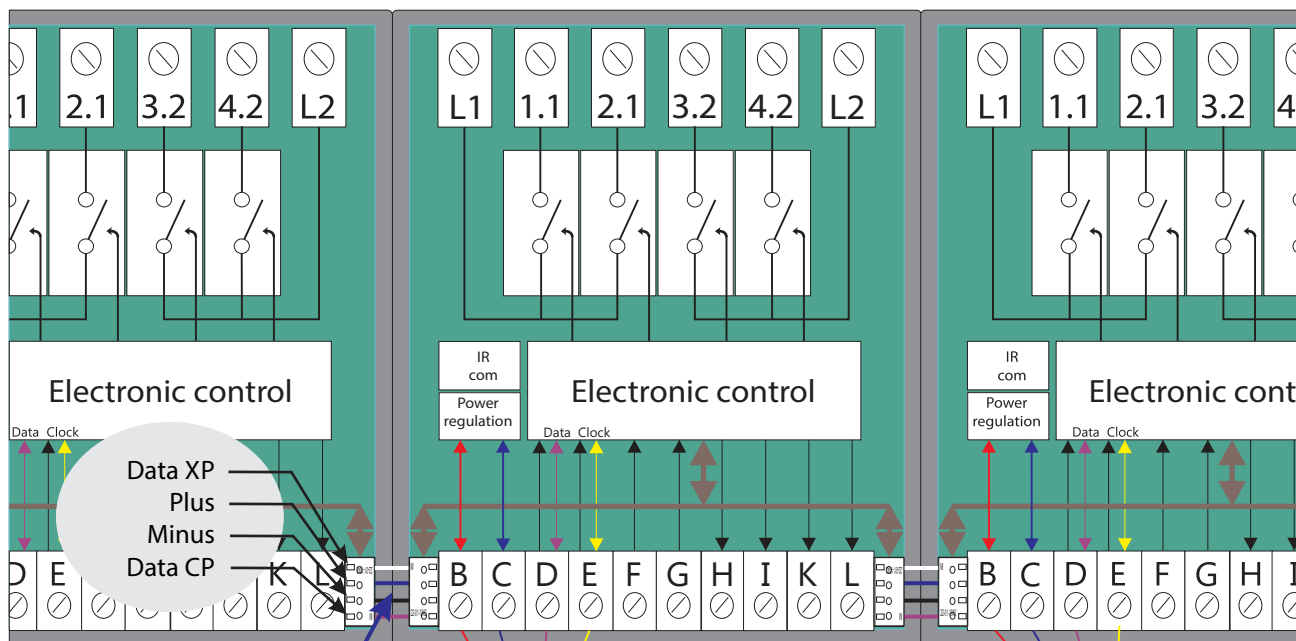 .1 2.1 3.2 4.2 L2
L1 1.1 2.1 3.2 4.2 L2
L1 1.1 2.1 3.2 4
Electronic control
Data Clock
Data XP
Plus
Minus
Data CP
D E K L
IR
com
Power
regulation
Electronic control
Data Clock
B C D E F G H I K L
IR
com
Power
regulation
Electronic cont
Data Clock
B C D E F G H I